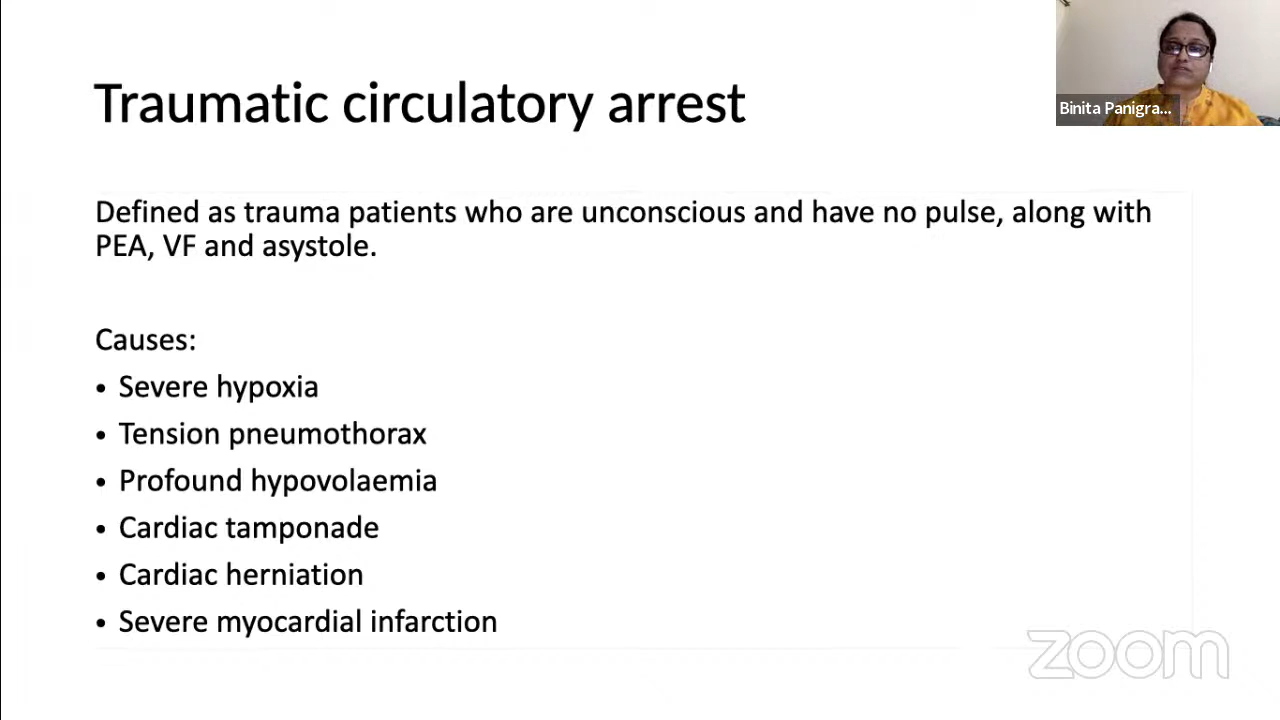 Traumatic circulatory arrest
Binita Panigra...
Defined as trauma patients who are unconscious and have no pulse, along with
PEA, VF and asystole.
Causes:
• Severe hypoxia
• Tension pneumothorax
• Profound hypovolaemia
• Cardiac tamponade
• Cardiac herniation
• Severe myocardial infarction
zoom